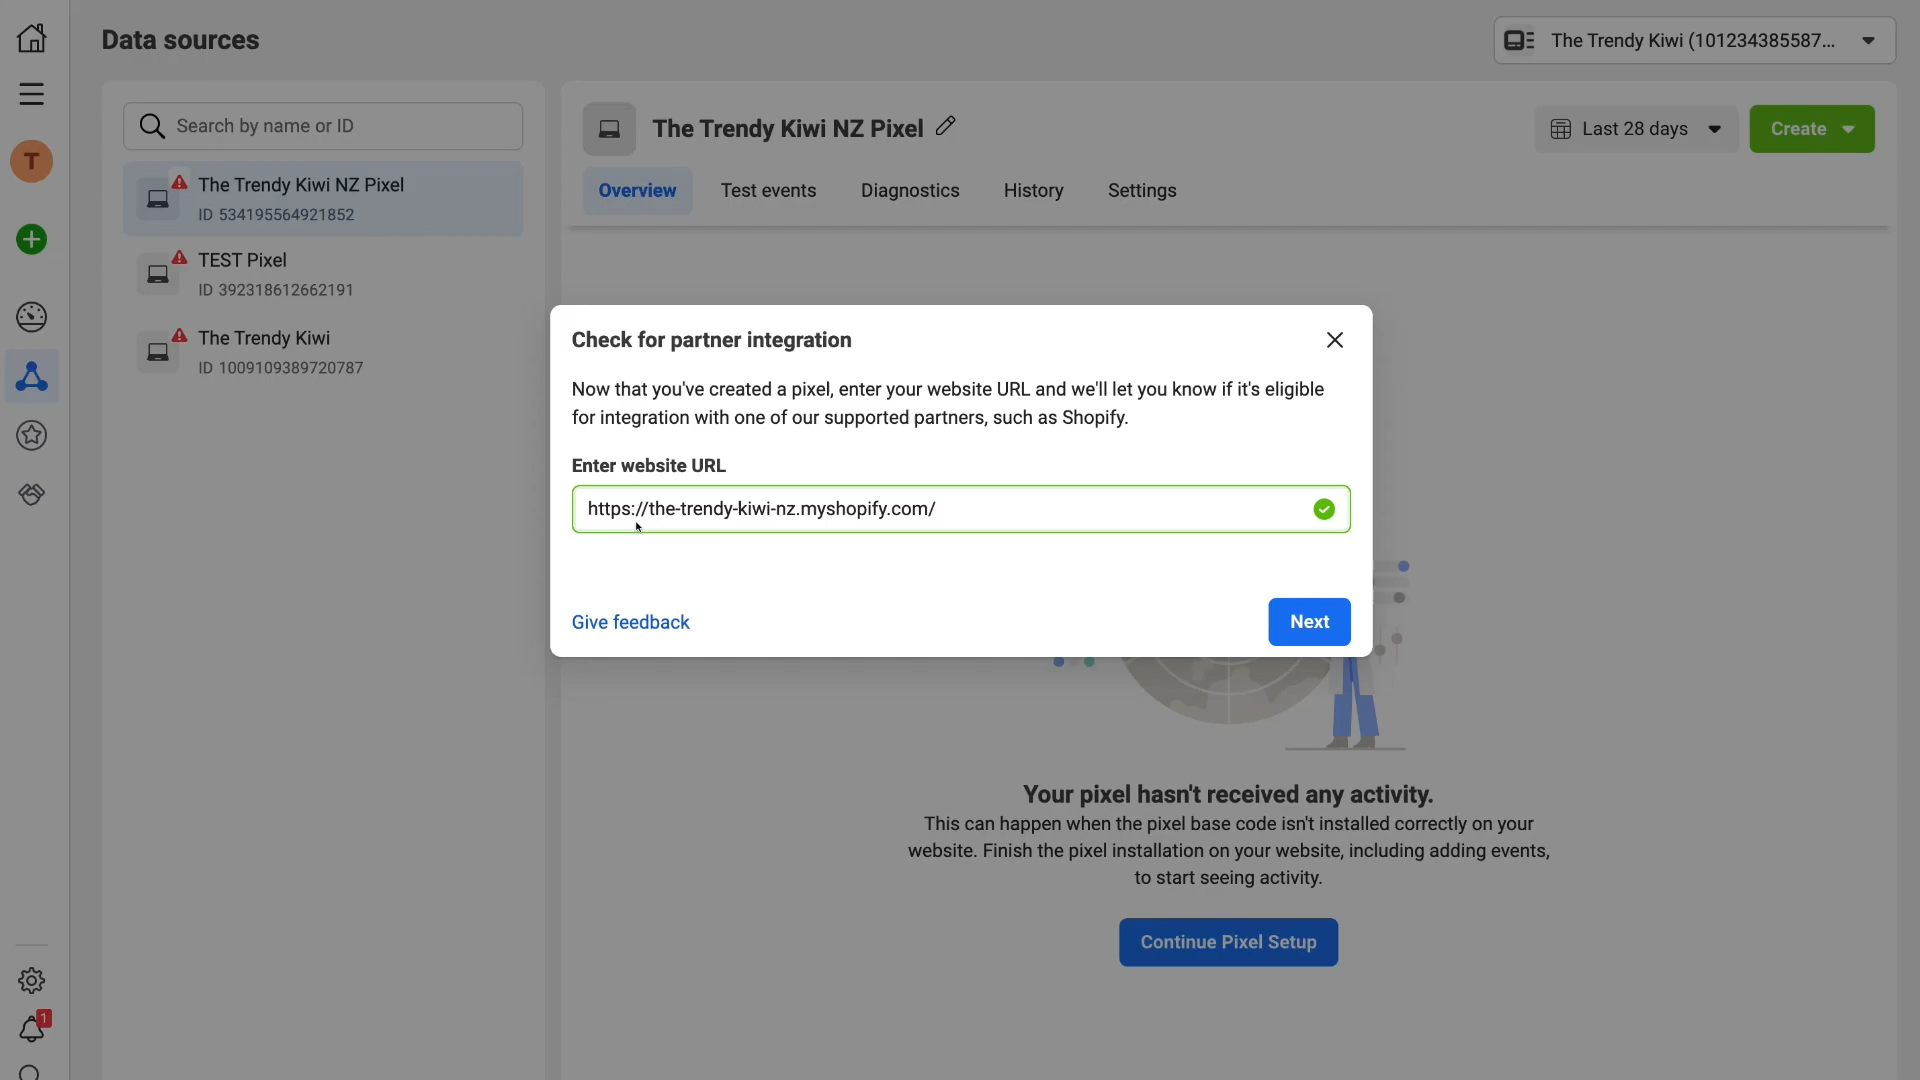 Data sources
The Trendy Kiwi (101234385587...
T
Search by name or ID
The Trendy Kiwi NZ Pixel
ID 534195564921852
TEST Pixel
ID 392318612662191
The Trendy Kiwi
ID 1009109389720787
The Trendy Kiwi NZ Pixel
Last 28 days
Create
Overview
Test events
Diagnostics
History
Settings
Check for partner integration
Now that you've created a pixel, enter your website URL and we'll let you know if it's eligible
for integration with one of our supported partners, such as Shopify.
Enter website URL
https://the-trendy-kiwi-nz.myshopify.com/
Give feedback
Next
Your pixel hasn't received any activity.
This can happen when the pixel base code isn't installed correctly on your
website. Finish the pixel installation on your website, including adding events,
to start seeing activity.
Continue Pixel Setup
1